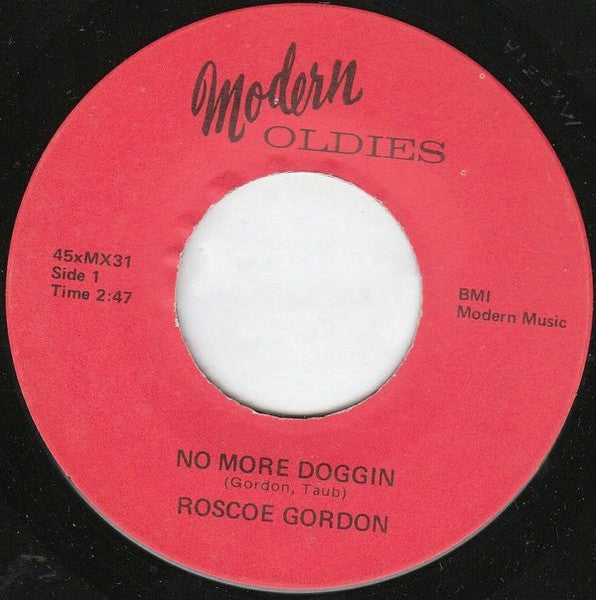 Modern
OLDIES
45xMX31
Side 1
Time 2:47
BMI
Modern Music
NO MORE DOGGIN
(Gordon, Taub)
ROSCOE GORDON